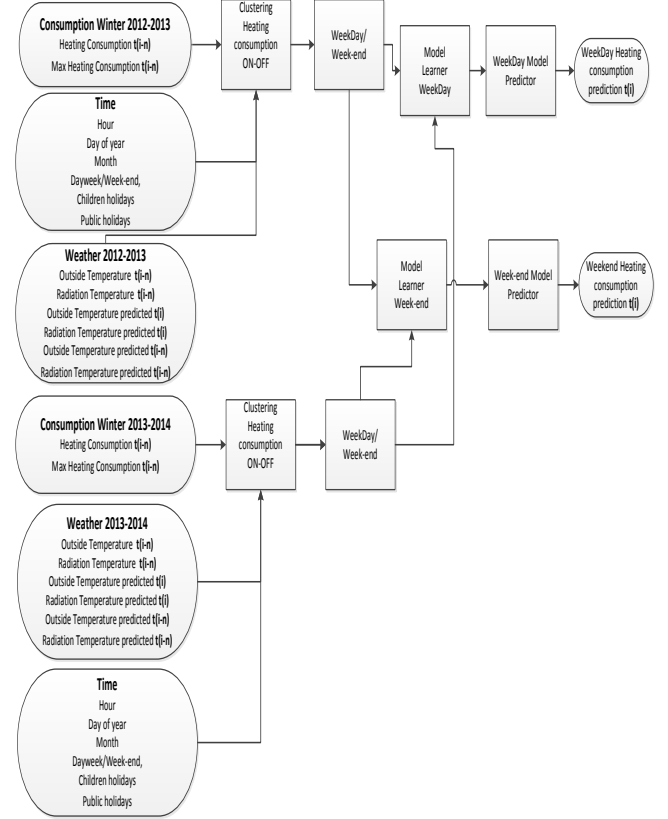 Consumption Winter 2012-2013
Heating Consumption t(i-n)
Max Heating Consumption t(i-n)
Clustering
Heating
consumption
ON-OFF
WeekDay/
Week-end
Model
Learner
WeekDay
WeekDay Model
Predictor
WeekDay Heating
consumption
prediction t(i)
Time
Hour
Day of year
Month
Dayweek/Week-end,
Children holidays
Public holidays
Weather 2012-2013
Outside Temperature t(i-n)
Radiation Temperature t(i-n)
Outside Temperature predicted t(i)
Radiation Temperature predicted t(i)
Outside Temperature predicted t(i-n)
Radiation Temperature predicted t(i-n)
Model
Learner
Week-end
Week-end Model
Predictor
Weekend Heating
consumption
prediction t(i)
Consumption Winter 2013-2014
Heating Consumption t(i-n)
Max Heating Consumption t(i-n)
Clustering
Heating
consumption
ON-OFF
WeekDay/
Week-end
Weather 2013-2014
Outside Temperature t(i-n)
Radiation Temperature t(i-n)
Outside Temperature predicted t(i)
Radiation Temperature predicted t(i)
Outside Temperature predicted t(i-n)
Radiation Temperature predicted t(i-n)
Time
Hour
Day of year
Month
Dayweek/Week-end,
Children holidays
Public holidays